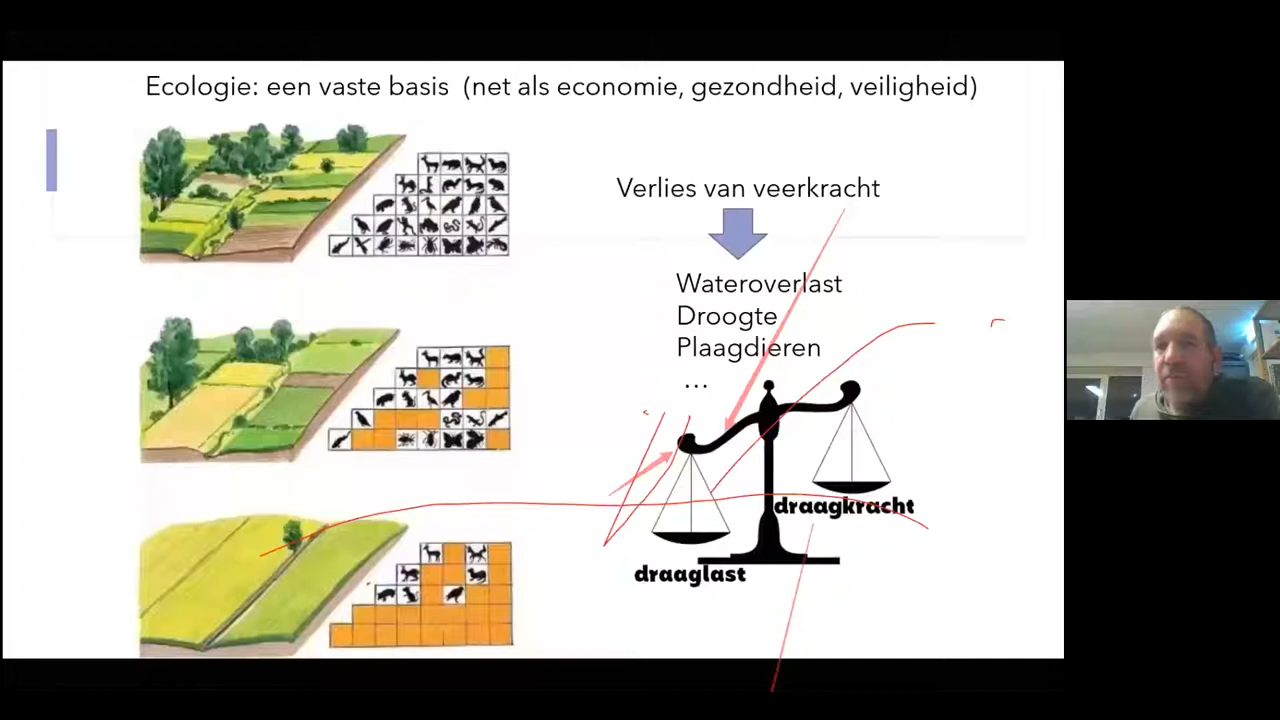 Ecologie: een vaste basis (net als economie, gezondheid, veiligheid)
Verlies van veerkracht
Wateroverlast
Droogte
Plaagdieren
...
draagkracht
draaglast